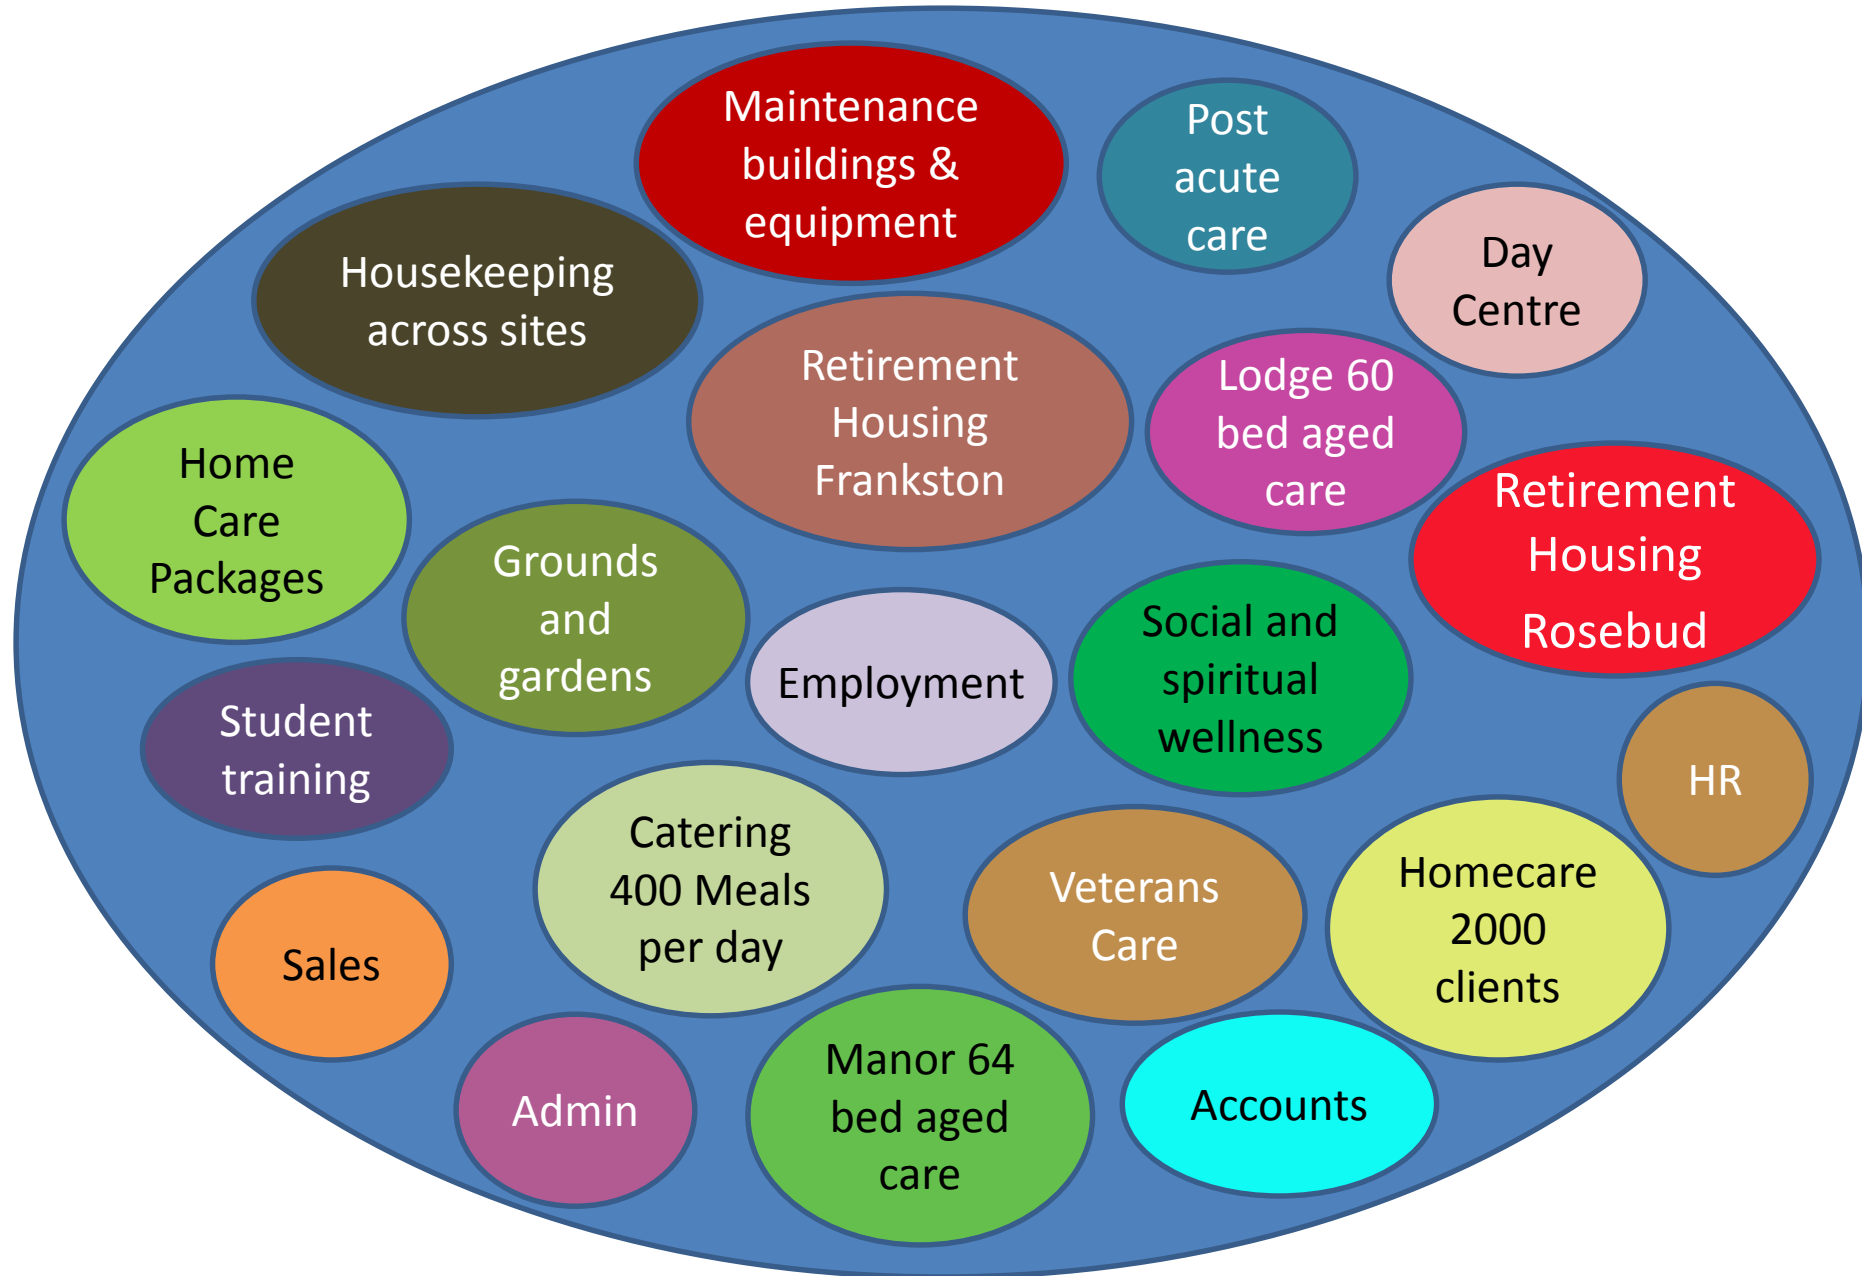 Maintenance
buildings &
equipment
Post
acute
care
Day
Centre
Housekeeping
across sites
Retirement
Housing
Frankston
Lodge 60
bed aged
care
Home
Care
Packages
Grounds
and
gardens
Retirement
Housing
Rosebud
Employment
Social and
spiritual
wellness
Student
training
HR
Catering
400 Meals
per day
Veterans
Care
Homecare
2000
clients
Sales
Admin
Manor 64
bed aged
care
Accounts